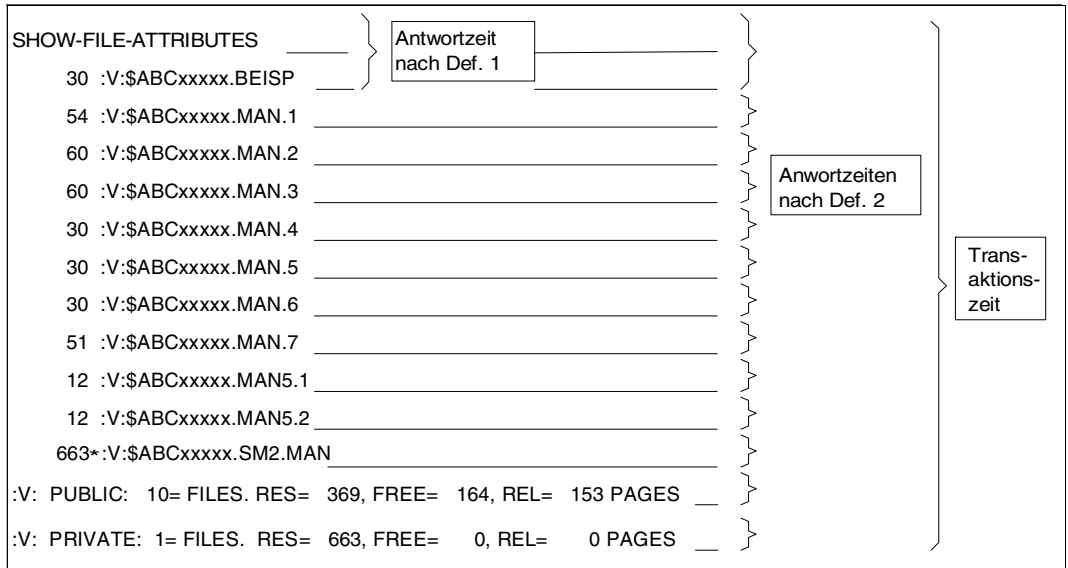 SHOW-FILE-ATTRIBUTES
Antwortzeit
nach Def. 1
30 :V:$ABCxxxxx.BEISP
54 :V:$ABCxxxxx.MAN.1
60 :V:$ABCxxxxx.MAN.2
60 :V:$ABCxxxxx.MAN.3
30 :V:$ABCxxxxx.MAN.4
30 :V:$ABCxxxxx.MAN.5
30 :V:$ABCxxxxx.MAN.6
51 :V:$ABCxxxxx.MAN.7
12 :V:$ABCxxxxx.MAN5.1
12 :V:$ABCxxxxx.MAN5.2
663*:V:$ABCxxxxx.SM2.MAN
:V: PUBLIC: 10= FILES. RES= 369, FREE= 164, REL= 153 PAGES
:V: PRIVATE: 1= FILES. RES= 663, FREE= 0, REL= 0 PAGES
Anwortzeiten
nach Def. 2
Trans-
aktions-
zeit